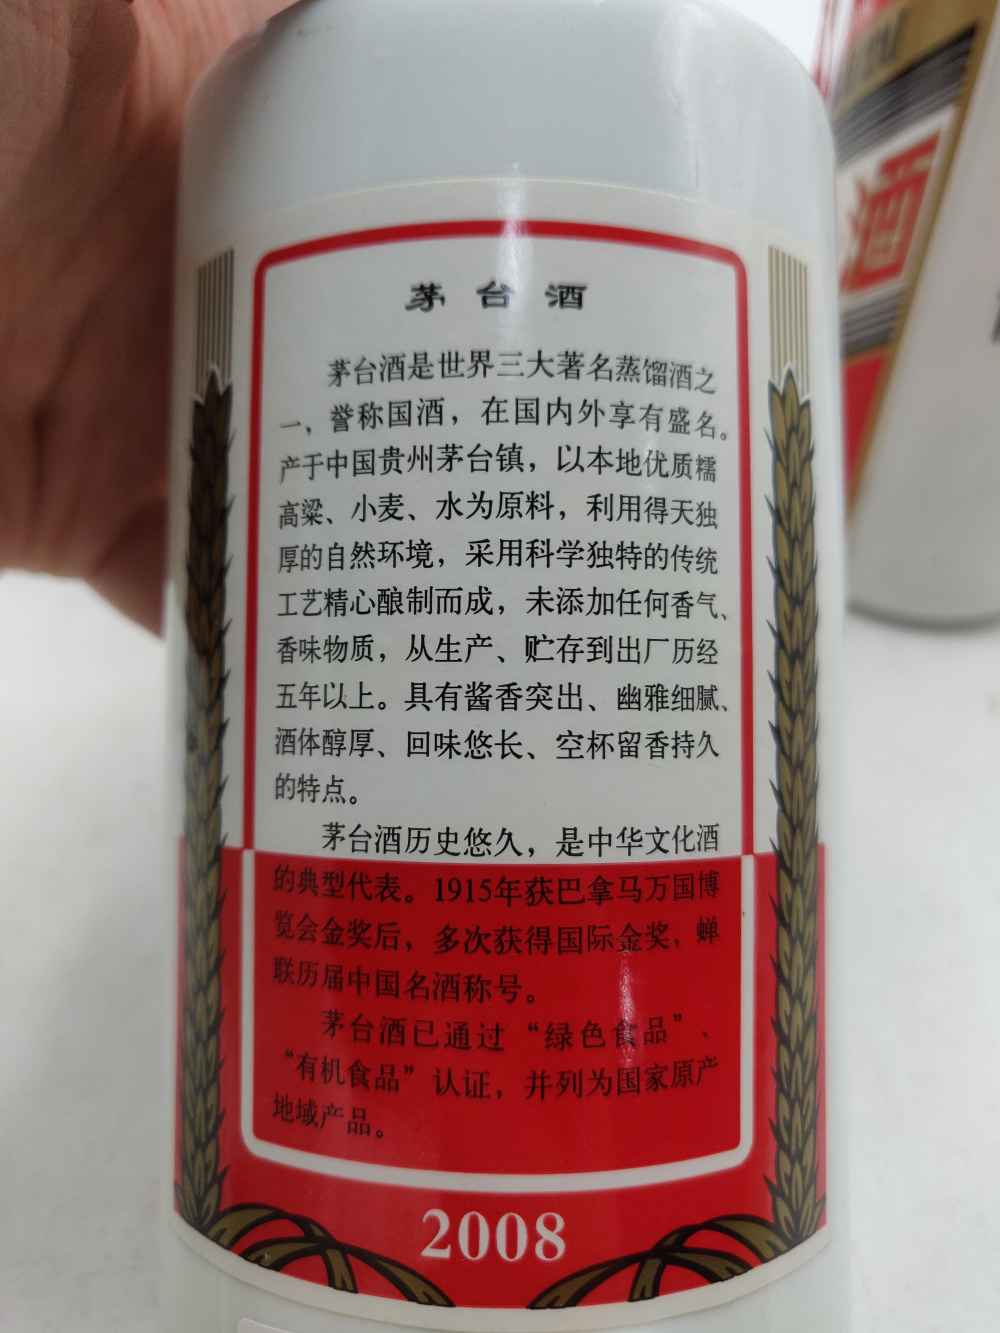 茅台酒
茅台酒是世界三大著名蒸馏酒之
一，誉称国酒，在国内外享有盛名。
产于中国贵州茅台镇，以本地优质糯
高粱、小麦、水为原料，利用得天独
厚的自然环境，采用科学独特的传统
工艺精心酿制而成，未添加任何香气、
香味物质，从生产、贮存到出厂历经
五年以上。具有酱香突出、幽雅细腻、
酒体醇厚、回味悠长、空杯留香持久
的特点。
茅台酒历史悠久，是中华文化酒
的典型代表。1915年获巴拿马万国博
览会金奖后，多次获得国际金奖，蝉
联历届中国名酒称号。
茅台酒已通过“绿色食品”、
“有机食品”认证，并列为国家原产
地域产品。
2008
酒